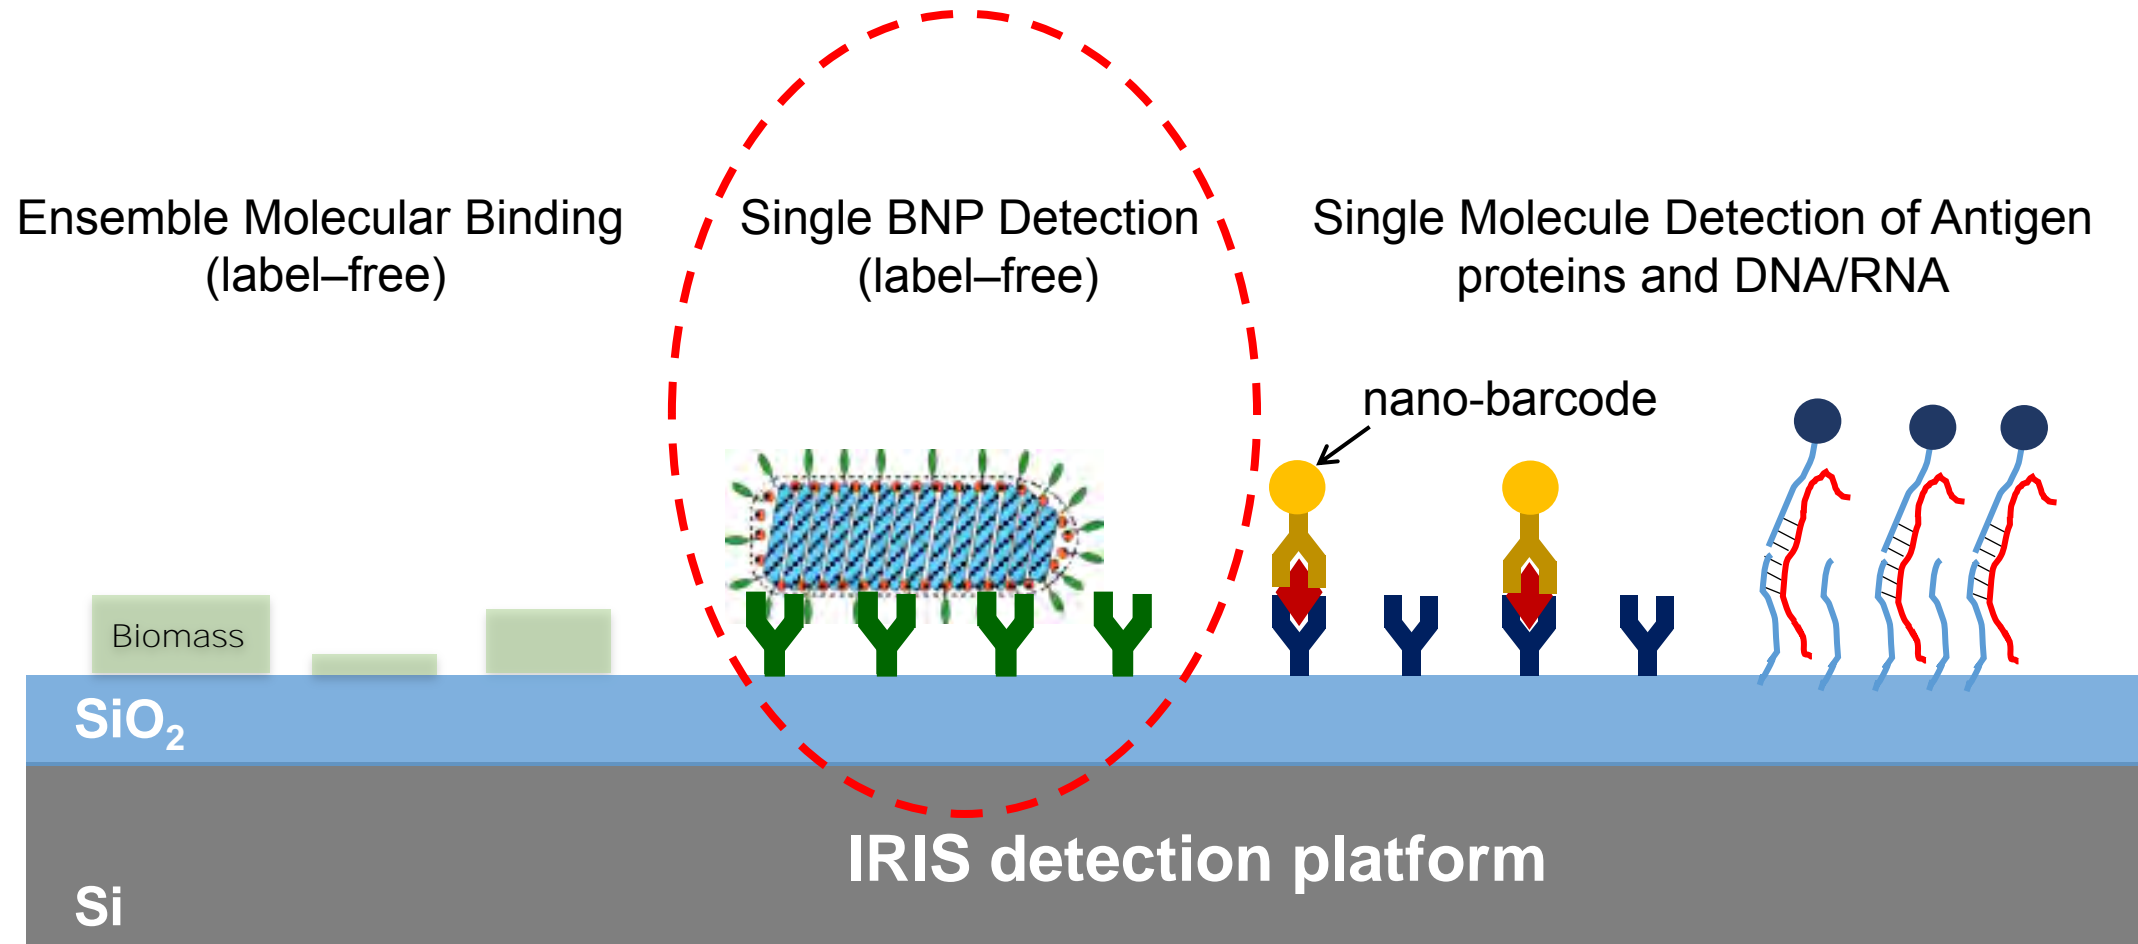 Ensemble Molecular Binding
(label–free)
Single BNP Detection
(label–free)
Single Molecule Detection of Antigen
proteins and DNA/RNA
nano-barcode
Biomass
SiO₂
IRIS detection platform
Si